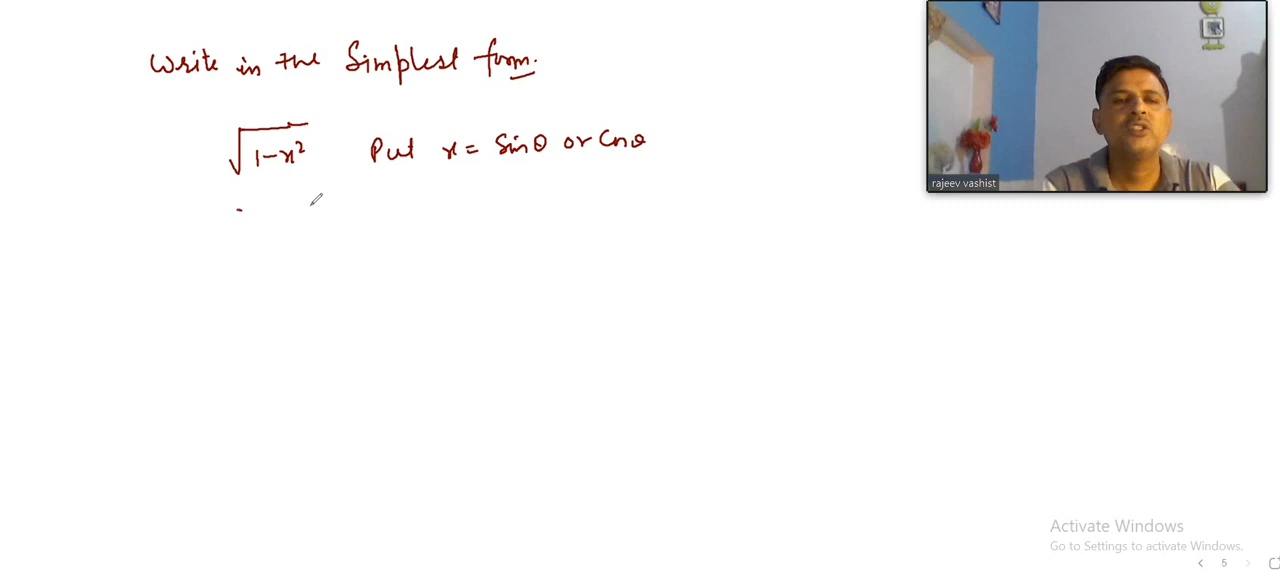 Write in the Simplest form.
√1-x² Put x = Sinθ or Cosθ
rajeev vashist
Activate Windows
Go to Settings to activate Windows.
5